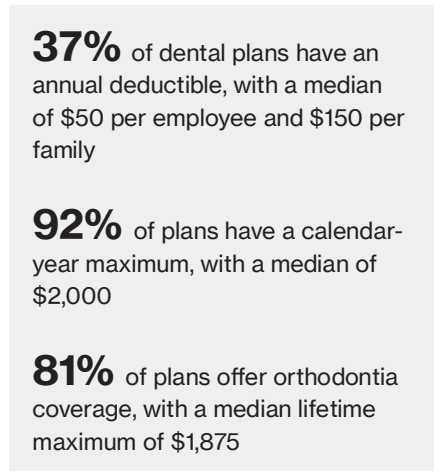 37% of dental plans have an
annual deductible, with a median
of $50 per employee and $150 per
family
92% of plans have a calendar-
year maximum, with a median of
$2,000
81% of plans offer orthodontia
coverage, with a median lifetime
maximum of $1,875